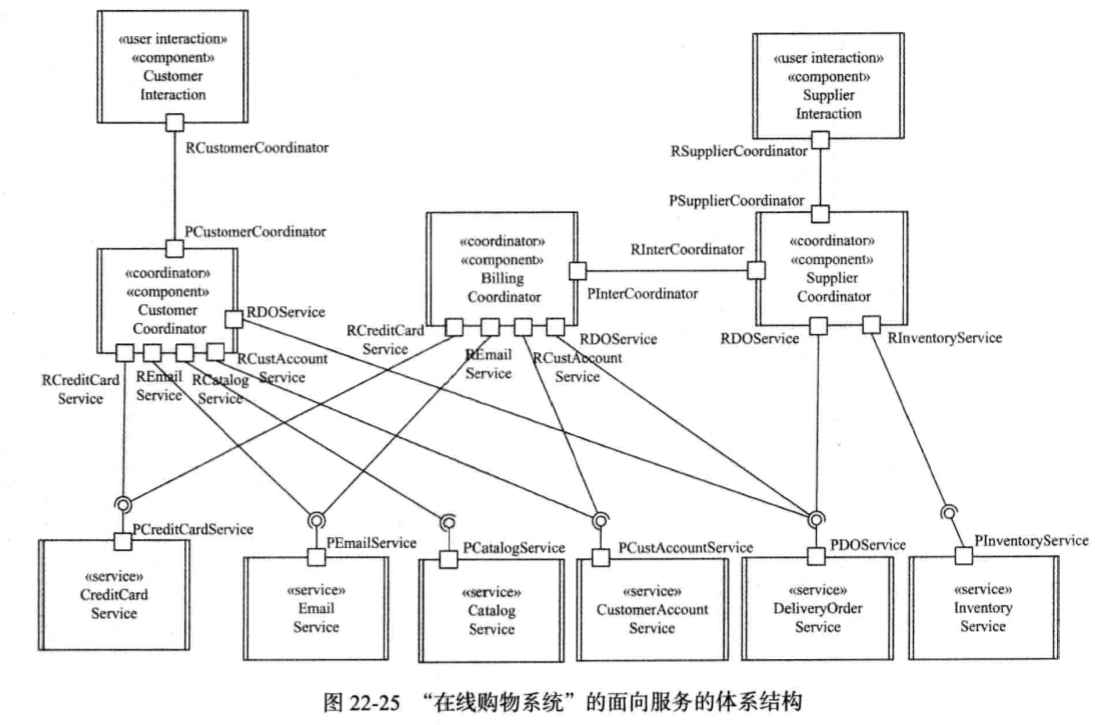 «user interaction»
«component»
Customer
Interaction
RCustomerCoordinator
«user interaction»
«component»
Supplier
Interaction
RSupplierCoordinator
PSupplierCoordinator
PCustomerCoordinator
«coordinator»
«component»
Customer
Coordinator
RDOService
«coordinator»
«component»
Billing
Coordinator
RInterCoordinator
PInterCoordinator
«coordinator»
«component»
Supplier
Coordinator
RCreditCard
Service
REmail
Service
RCatalog
Service
RCustAccount
Service
RCreditCard
Service
REmail
Service
RCustAccount
Service
RDOService
RDOService
RInventoryService
PCreditCardService
PEmailService
PCatalogService
PCustAccountService
PDOService
PInventoryService
«service»
CreditCard
Service
«service»
Email
Service
«service»
Catalog
Service
«service»
CustomerAccount
Service
«service»
DeliveryOrder
Service
«service»
Inventory
Service
图 22-25 “在线购物系统”的面向服务的体系结构